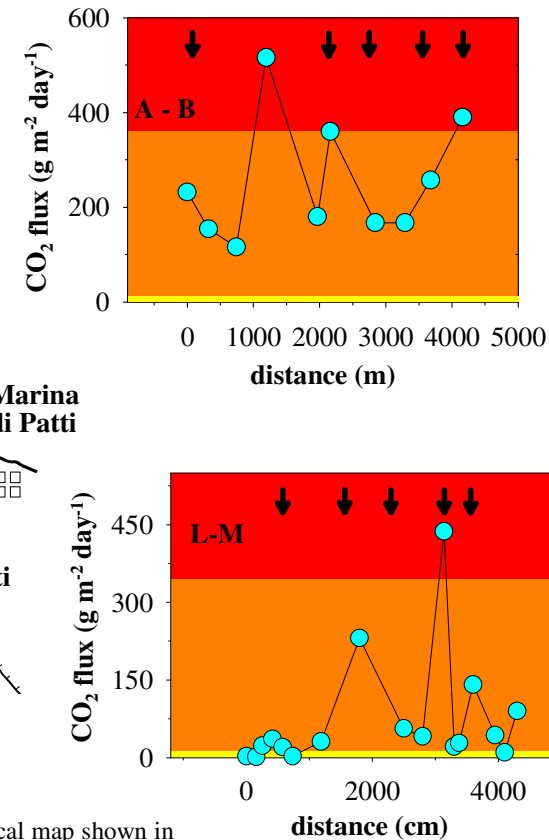 600
400
200
0
CO2 flux (g m-2 day-1)
A - B
0 1000 2000 3000 4000 5000
distance (m)
Marina
di Patti
450
300
150
0
CO2 flux (g m-2 day-1)
L-M
0 2000 4000
distance (cm)
cal map shown in